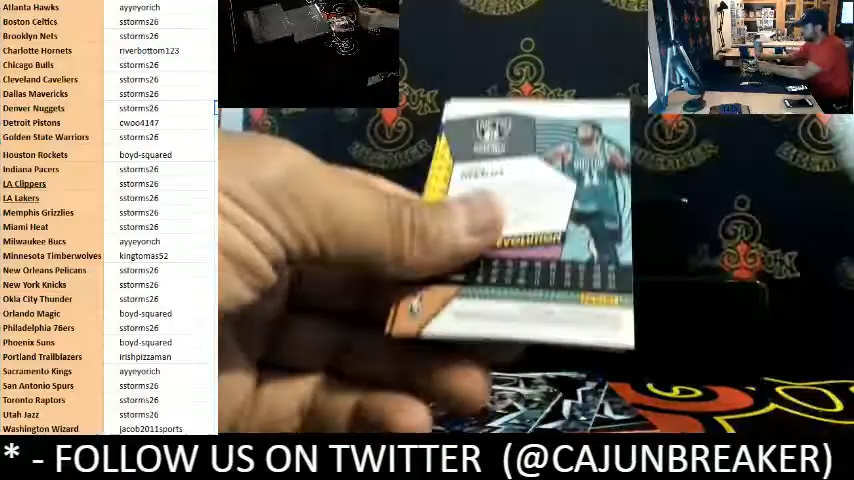 Atlanta Hawks ayyeyorich
Boston Celtics sstorms26
Brooklyn Nets sstorms26
Charlotte Hornets riverbottom123
Chicago Bulls sstorms26
Cleveland Cavaliers sstorms26
Dallas Mavericks sstorms26
Denver Nuggets sstorms26
Detroit Pistons cwoo4147
Golden State Warriors sstorms26
Houston Rockets boyd-squared
Indiana Pacers sstorms26
LA Clippers sstorms26
LA Lakers sstorms26
Memphis Grizzlies sstorms26
Miami Heat sstorms26
Milwaukee Bucs ayyeyorich
Minnesota Timberwolves kingtomas52
New Orleans Pelicans sstorms26
New York Knicks sstorms26
Okla City Thunder sstorms26
Orlando Magic boyd-squared
Philadelphia 76ers sstorms26
Phoenix Suns boyd-squared
Portland Trailblazers irishpizzaman
Sacramento Kings ayyeyorich
San Antonio Spurs sstorms26
Toronto Raptors sstorms26
Utah Jazz sstorms26
Washington Wizard jacob2011sports
* - FOLLOW US ON TWITTER (@CAJUNBREAKER)